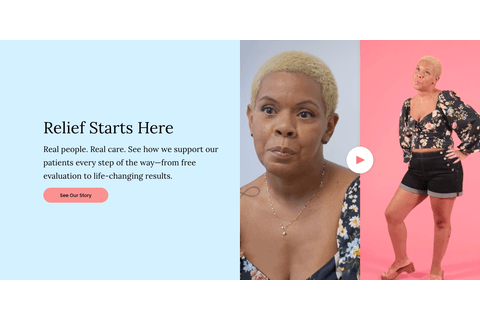 Relief Starts Here
Real people. Real care. See how we support our
patients every step of the way—from free
evaluation to life-changing results.
See Our Story